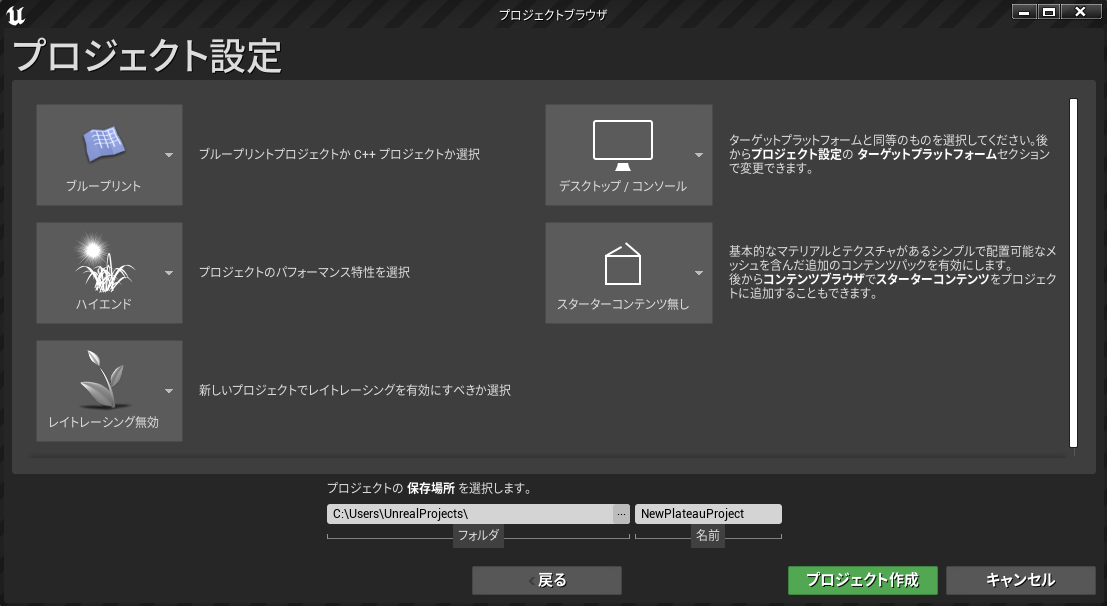 プロジェクトブラウザ
プロジェクト設定
ブループリント
ブループリントプロジェクトか C++ プロジェクトか選択
デスクトップ / コンソール
ターゲットプラットフォームと同等のものを選択してください。後
からプロジェクト設定の ターゲットプラットフォームセクション
で変更できます。
ハイエンド
プロジェクトのパフォーマンス特性を選択
スターターコンテンツ無し
基本的なマテリアルとテクスチャがあるシンプルで配置可能なメ
ッシュを含んだ追加のコンテンツパックを有効にします。
後からコンテンツブラウザでスターターコンテンツをプロジェク
トに追加することもできます。
レイトレーシング無効
新しいプロジェクトでレイトレーシングを有効にすべきか選択
プロジェクトの 保存場所 を選択します。
C:\Users\UnrealProjects\
...
NewPlateauProject
フォルダ
名前
戻る
プロジェクト作成
キャンセル